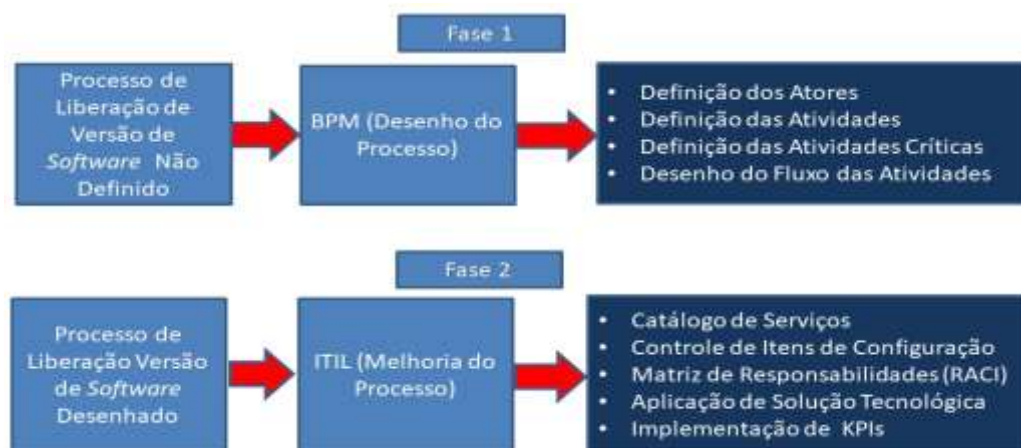 Fase 1
Processo de
Liberação de
Versão de
Software Não
Definido
BPM (Desenho do
Processo)
• Definição dos Atores
• Definição das Atividades
• Definição das Atividades Críticas
• Desenho do Fluxo das Atividades
Fase 2
Processo de
Liberação Versão
de Software
Desenhado
ITIL (Melhoria do
Processo)
• Catálogo de Serviços
• Controle de Itens de Configuração
• Matriz de Responsabilidades (RACI)
• Aplicação de Solução Tecnológica
• Implementação de KPIs